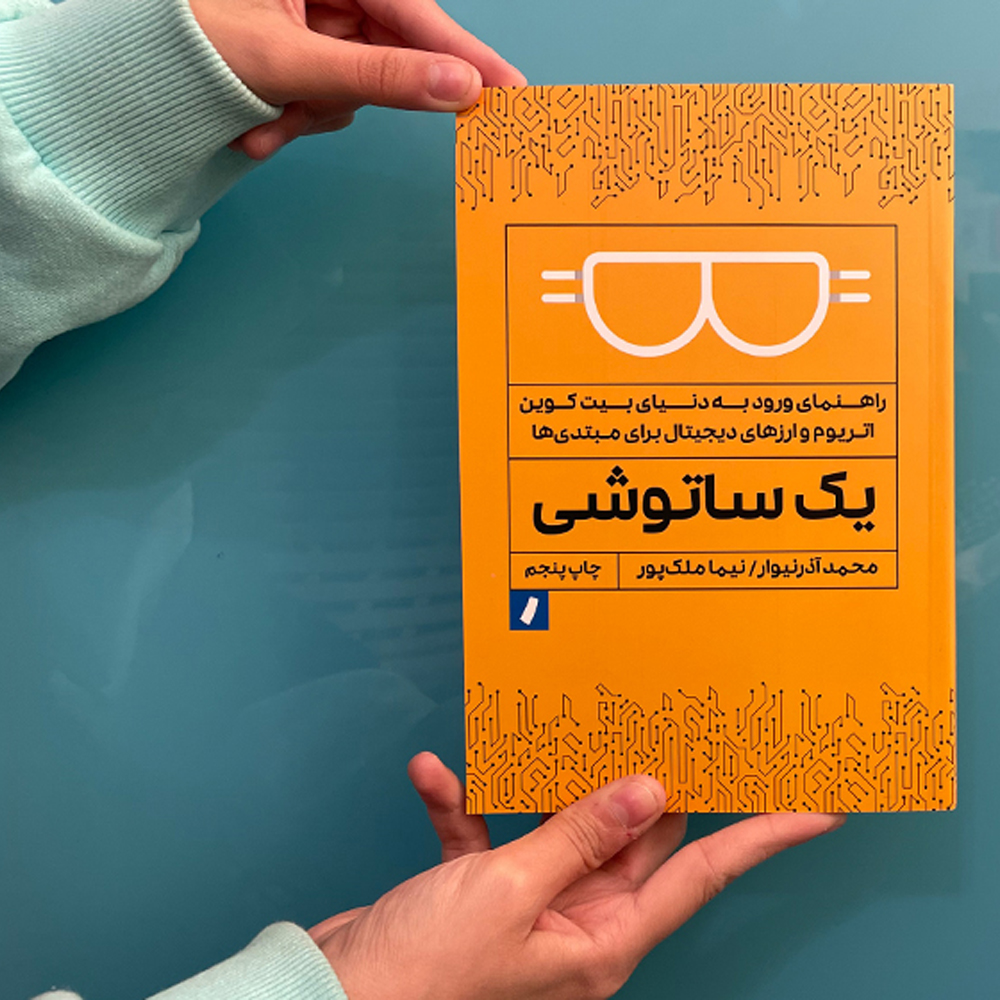 راهنمای ورود به دنیای بیت کوین
اتریوم و ارزهای دیجیتال برای مبتدی‌ها
یک ساتوشی
محمد آذرنیوار/ نیما ملک‌پور
چاپ پنجم